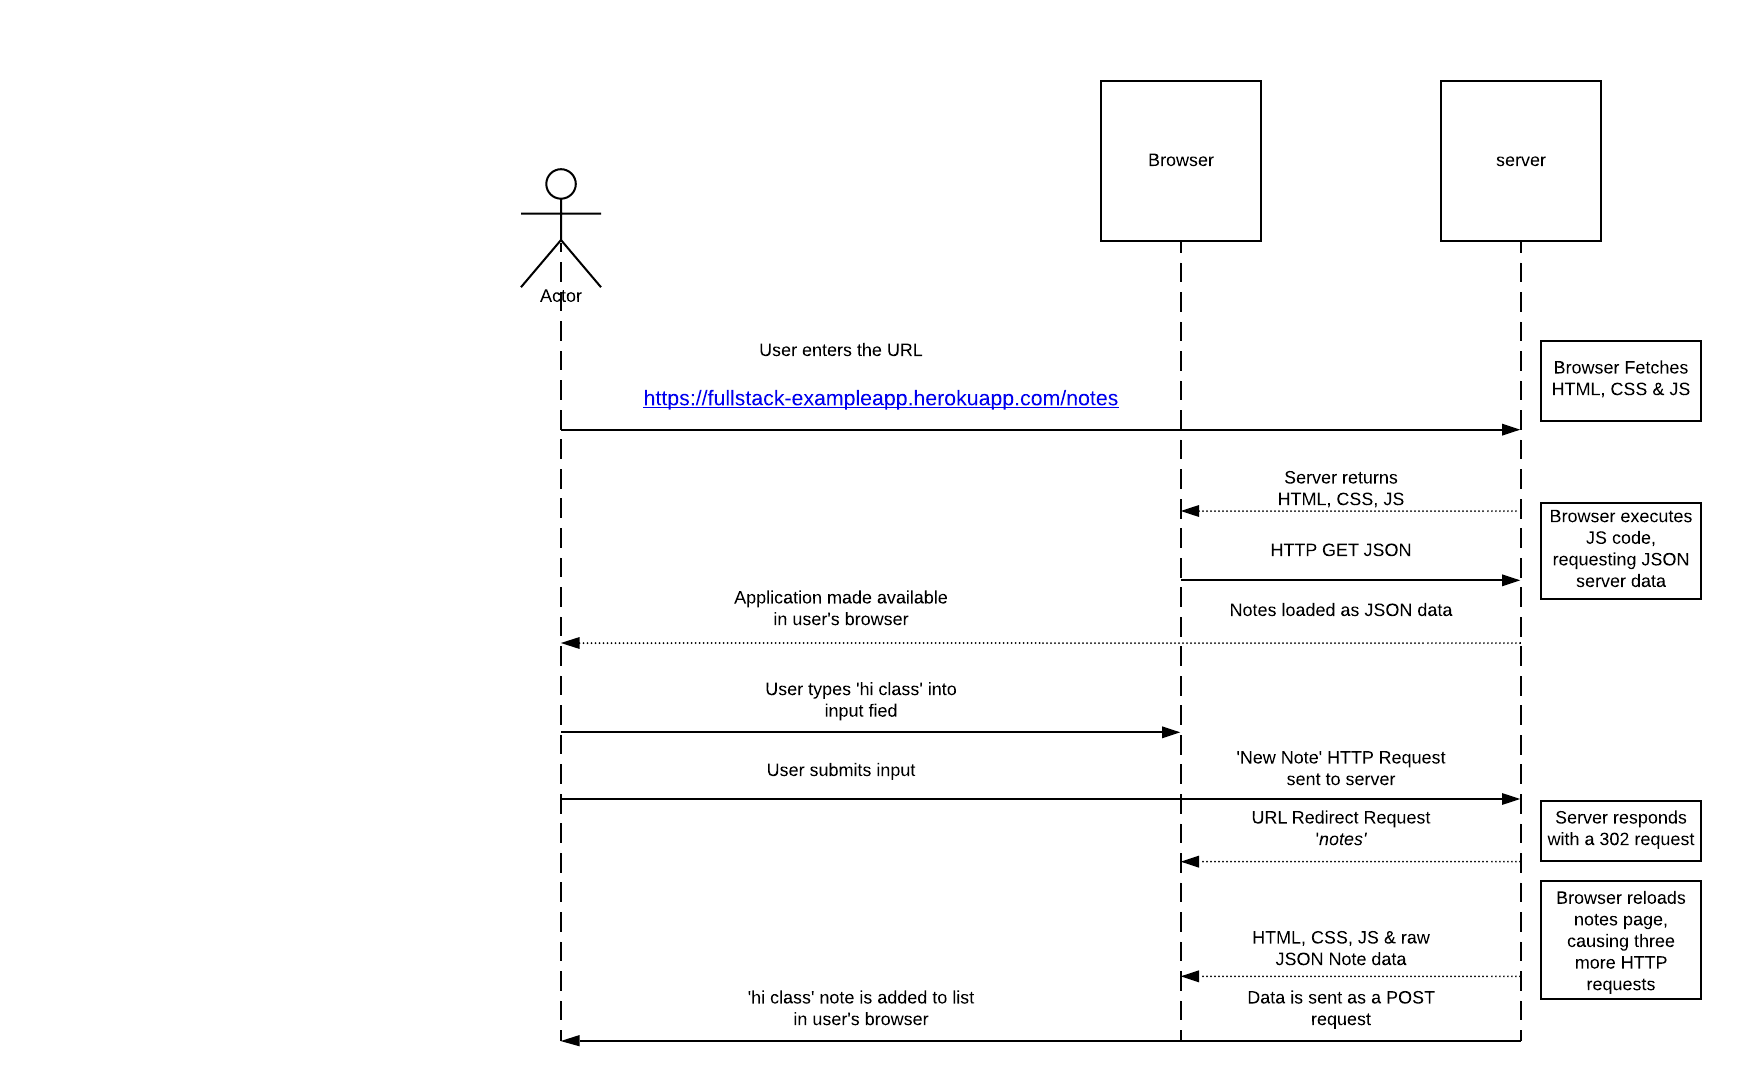 Browser
server
Actor
User enters the URL
https://fullstack-exampleapp.herokuapp.com/notes
Browser Fetches
HTML, CSS & JS
Server returns
HTML, CSS, JS
Browser executes
JS code,
requesting JSON
server data
HTTP GET JSON
Application made available
in user's browser
Notes loaded as JSON data
User types 'hi class' into
input fied
User submits input
'New Note' HTTP Request
sent to server
URL Redirect Request
'notes'
Server responds
with a 302 request
Browser reloads
notes page,
causing three
more HTTP
requests
HTML, CSS, JS & raw
JSON Note data
'hi class' note is added to list
in user's browser
Data is sent as a POST
request